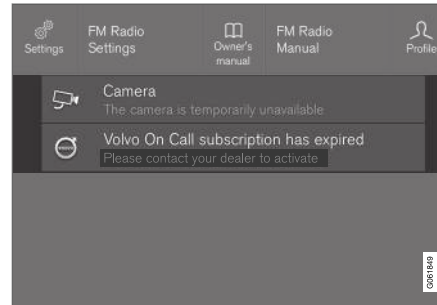 FM Radio
Settings
Settings
Owner's
manual
FM Radio
Manual
Profile
Camera
The camera is temporarily unavailable
Volvo On Call subscription has expired
Please contact your dealer to activate
G061849